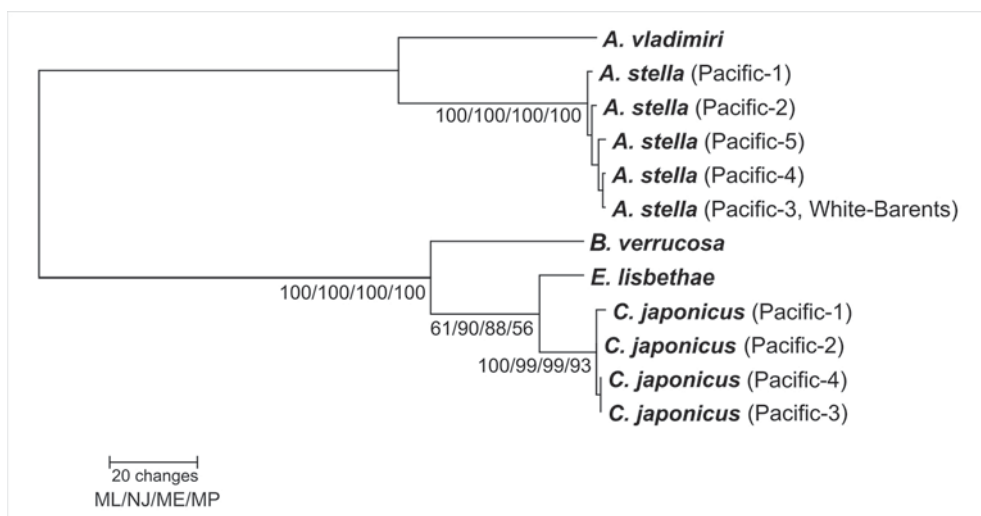 A. vladimiri
A. stella (Pacific-1)
100/100/100/100
A. stella (Pacific-2)
A. stella (Pacific-5)
A. stella (Pacific-4)
A. stella (Pacific-3, White-Barents)
B. verrucosa
100/100/100/100
E. lisbethae
61/90/88/56
C. japonicus (Pacific-1)
C. japonicus (Pacific-2)
100/99/99/93
C. japonicus (Pacific-4)
C. japonicus (Pacific-3)
20 changes
ML/NJ/ME/MP